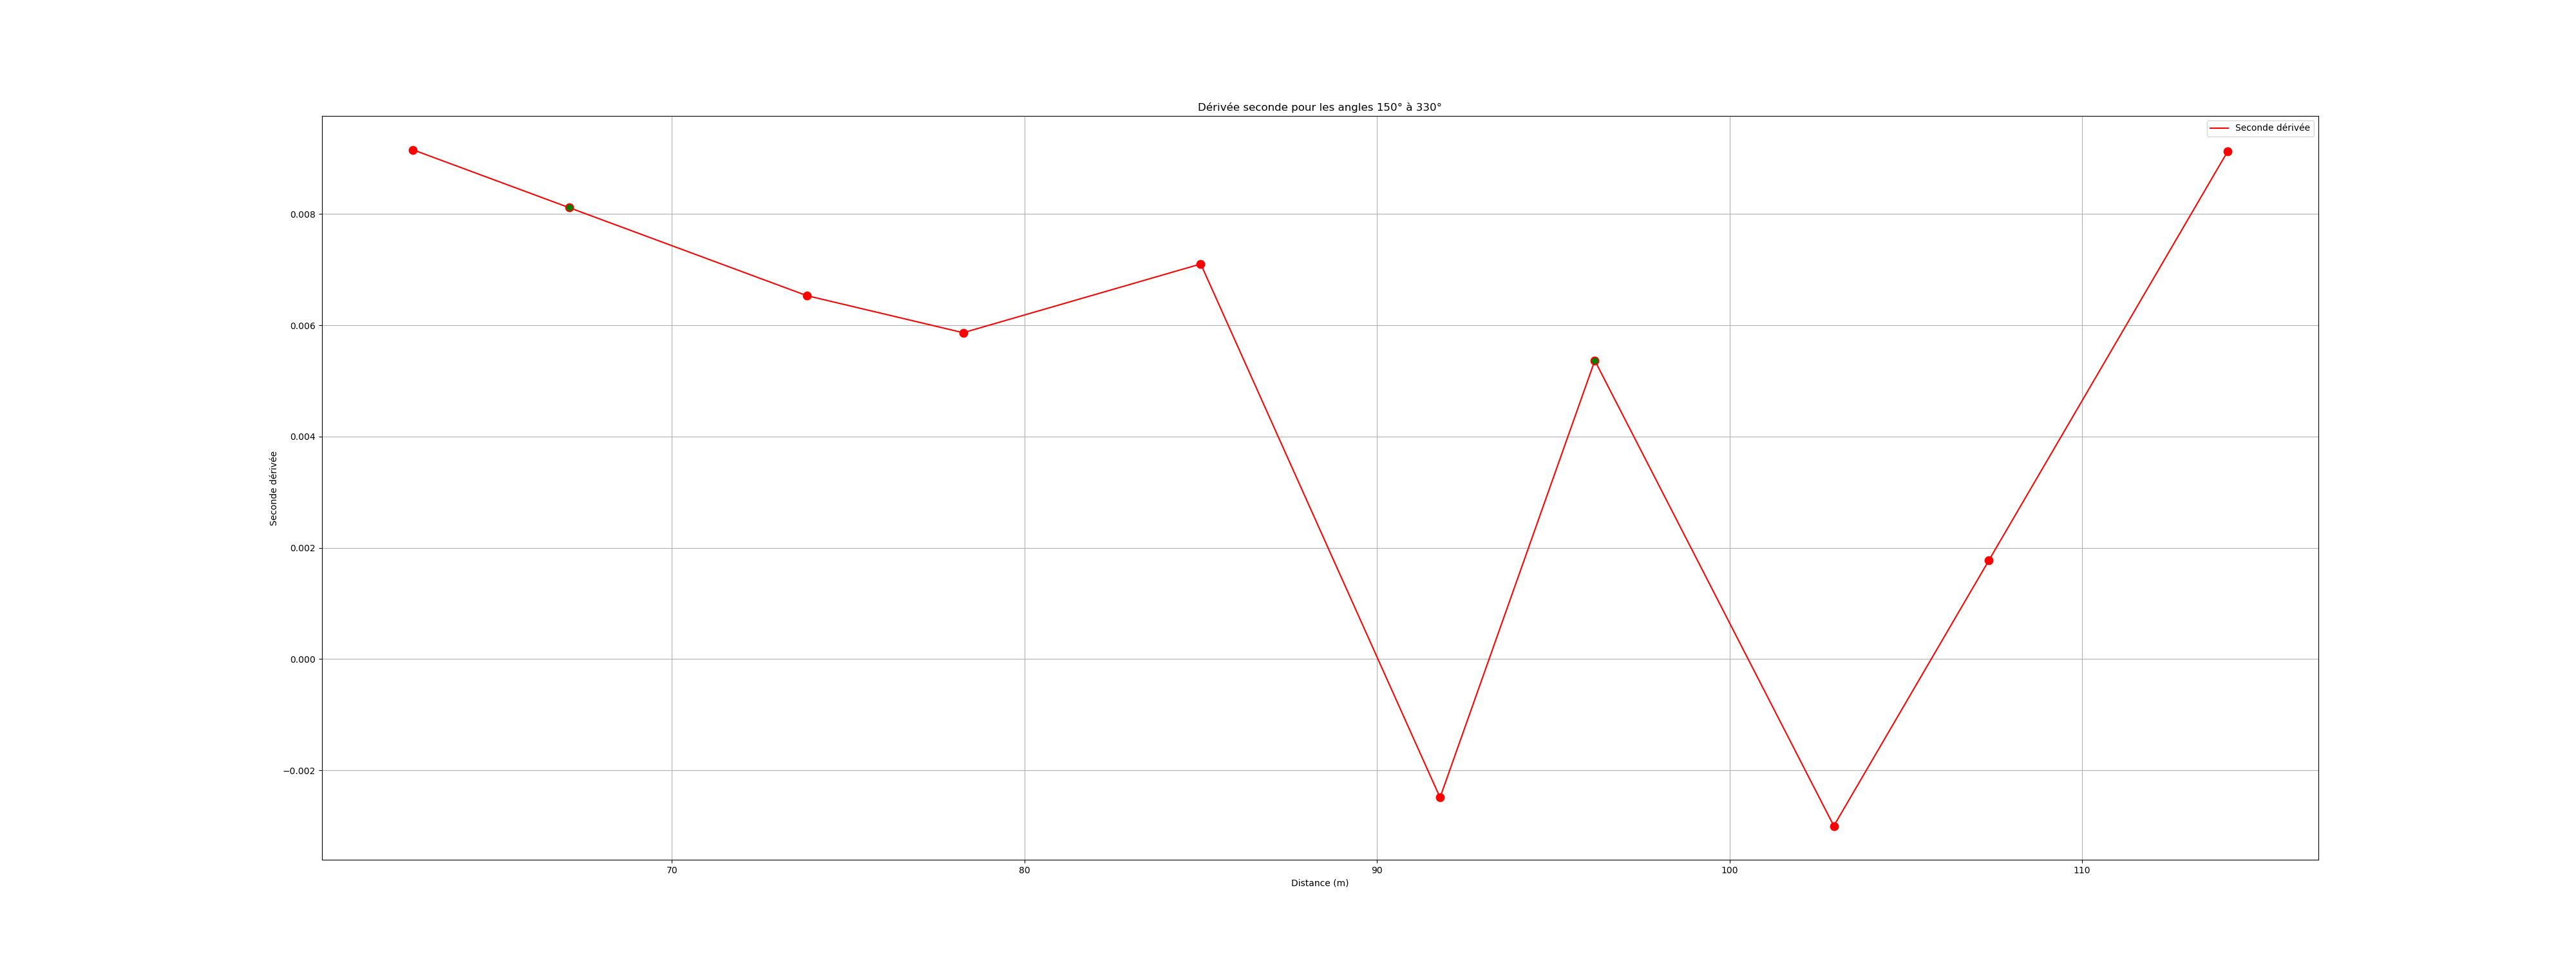 Dérivée seconde pour les angles 150° à 330°
Seconde dérivée
0.008
0.006
0.004
0.002
0.000
−0.002
Seconde dérivée
70 80 90 100 110
Distance (m)